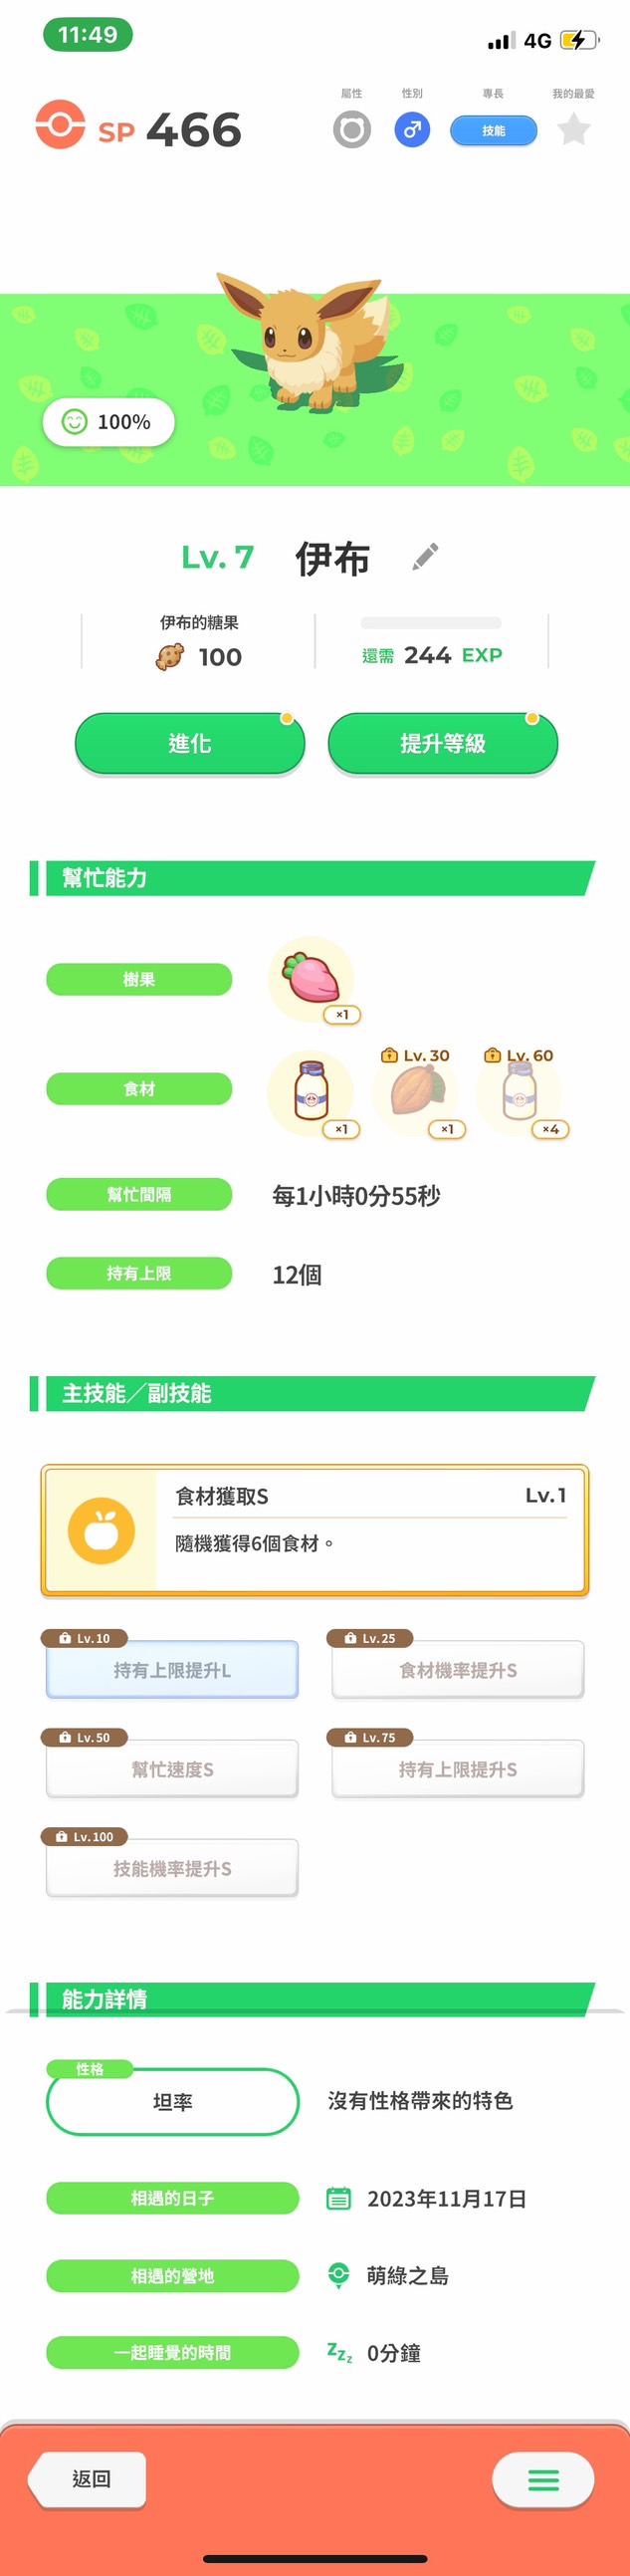 11:49
4G
屬性 性別 專長 我的最愛
SP 466
技能
100%
Lv. 7 伊布
伊布的糖果
100
還需 244 EXP
進化 提升等級
幫忙能力
樹果
×1
食材
Lv. 30 Lv. 60
×1 ×1 ×4
幫忙間隔 每1小時0分55秒
持有上限 12個
主技能／副技能
食材獲取S Lv.1
隨機獲得6個食材。
Lv.10 Lv.25
持有上限提升L 食材機率提升S
Lv.50 Lv.75
幫忙速度S 持有上限提升S
Lv.100
技能機率提升S
能力詳情
性格
坦率 沒有性格帶來的特色
相遇的日子 2023年11月17日
相遇的營地 萌綠之島
一起睡覺的時間 zzz 0分鐘
返回